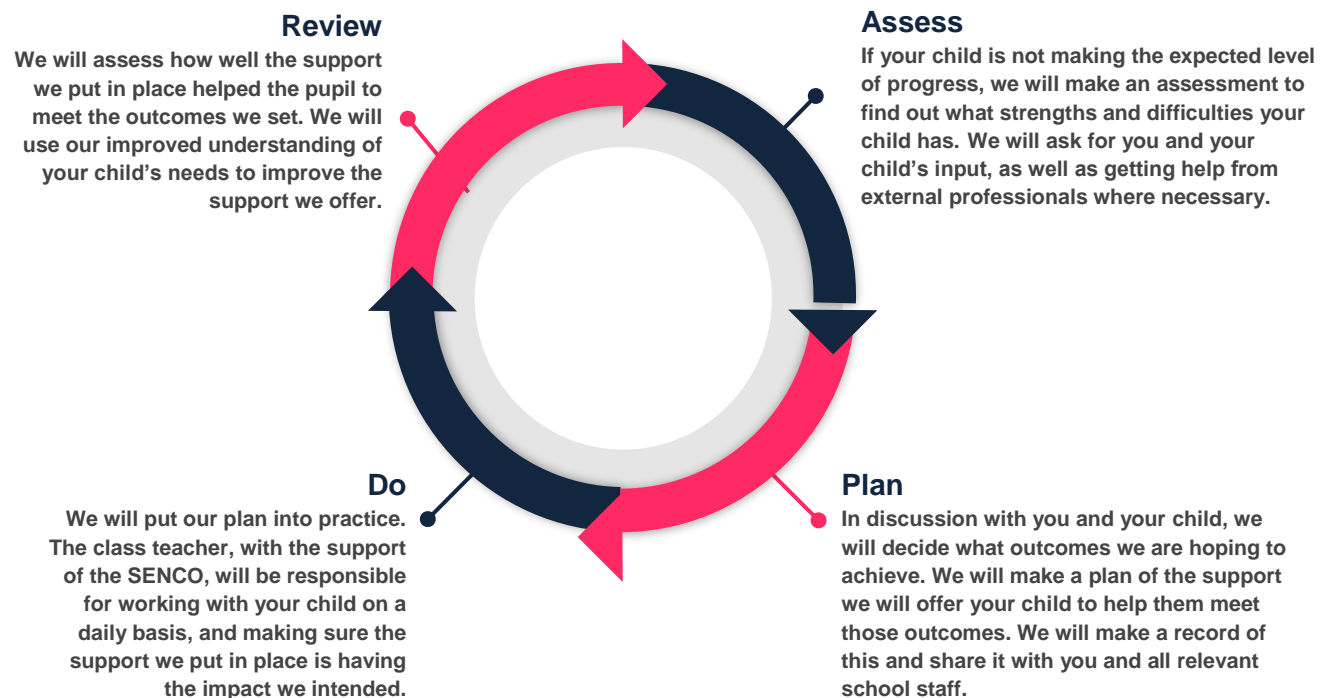 Review
We will assess how well the support
we put in place helped the pupil to
meet the outcomes we set. We will
use our improved understanding of
your child’s needs to improve the
support we offer.
Assess
If your child is not making the expected level
of progress, we will make an assessment to
find out what strengths and difficulties your
child has. We will ask for you and your
child’s input, as well as getting help from
external professionals where necessary.
Do
We will put our plan into practice.
The class teacher, with the support
of the SENCO, will be responsible
for working with your child on a
daily basis, and making sure the
support we put in place is having
the impact we intended.
Plan
In discussion with you and your child, we
will decide what outcomes we are hoping to
achieve. We will make a plan of the support
we will offer your child to help them meet
those outcomes. We will make a record of
this and share it with you and all relevant
school staff.